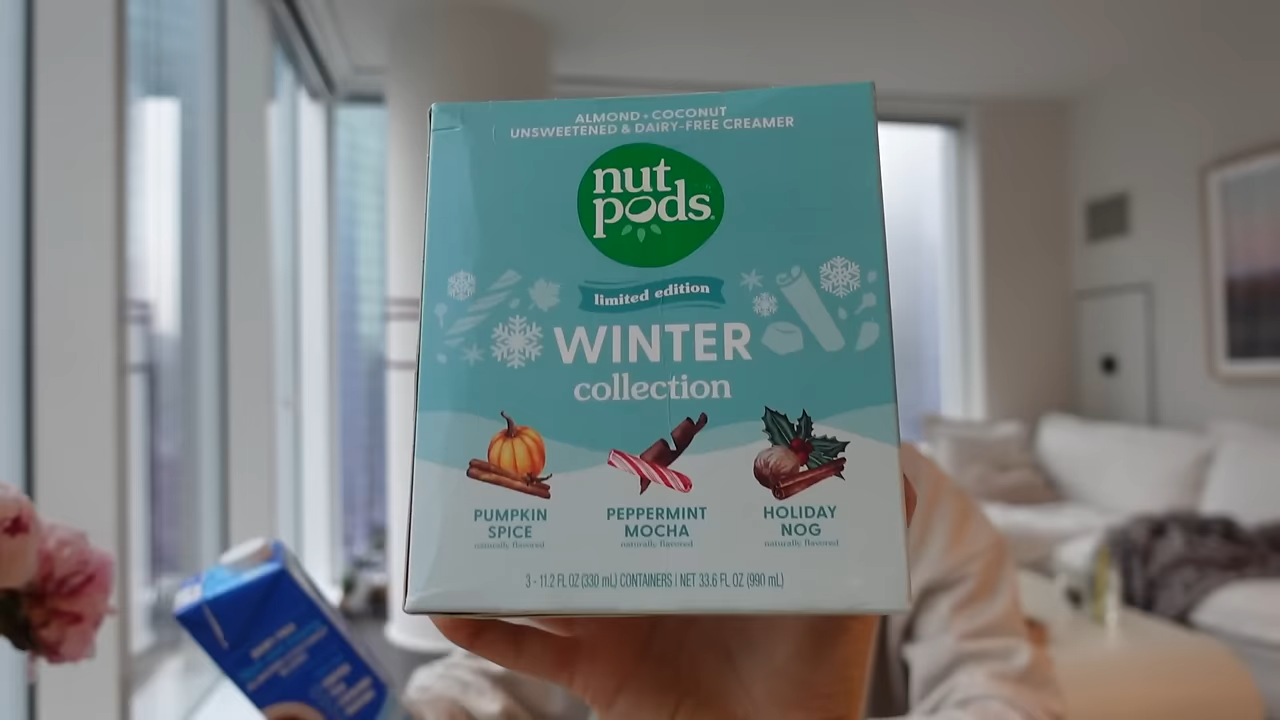 ALMOND + COCONUT
UNSWEETENED & DAIRY-FREE CREAMER
nut
pods
limited edition
WINTER
collection
PUMPKIN
SPICE
naturally flavored
PEPPERMINT
MOCHA
naturally flavored
HOLIDAY
NOG
naturally flavored
3 - 11.2 FL OZ (330 mL) CONTAINERS | NET 33.6 FL OZ (990 mL)